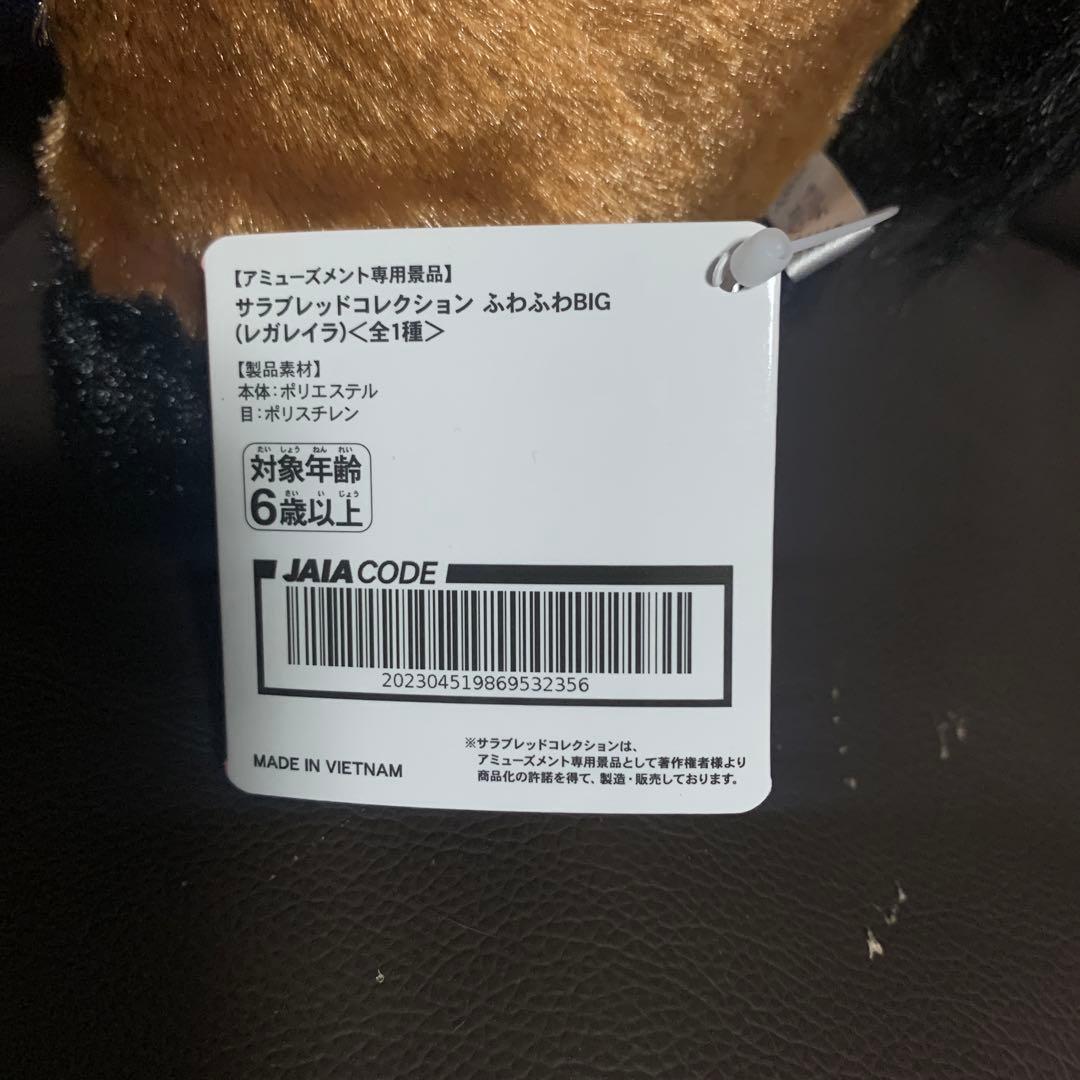 【アミューズメント専用景品】
サラブレッドコレクション ふわふわBIG
(レガレイラ)<全1種>
【製品素材】
本体:ポリエステル
目:ポリスチレン
たい しょう ねん れい
対象年齢
さい い じょう
6歳以上
JAIA CODE
202304519869532356
MADE IN VIETNAM
※サラブレッドコレクションは、
アミューズメント専用景品として著作権者様より
商品化の許諾を得て、製造・販売しております。